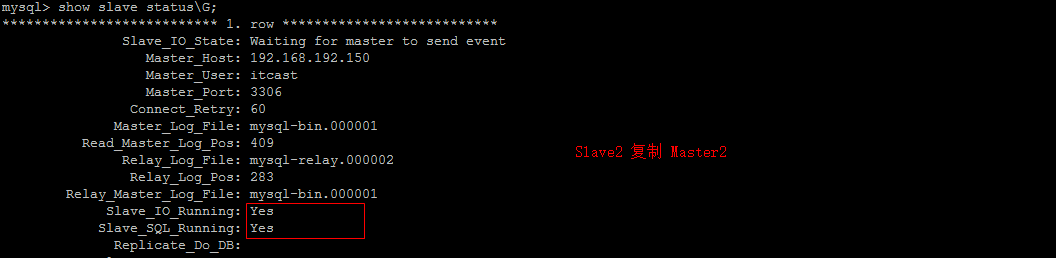 mysql> show slave status\G;
*************************** 1. row ***************************
Slave_IO_State: Waiting for master to send event
Master_Host: 192.168.192.150
Master_User: itcast
Master_Port: 3306
Connect_Retry: 60
Master_Log_File: mysql-bin.000001
Read_Master_Log_Pos: 409
Relay_Log_File: mysql-relay.000002
Relay_Log_Pos: 283
Relay_Master_Log_File: mysql-bin.000001
Slave_IO_Running: Yes
Slave_SQL_Running: Yes
Replicate_Do_DB:
Slave2 复制 Master2